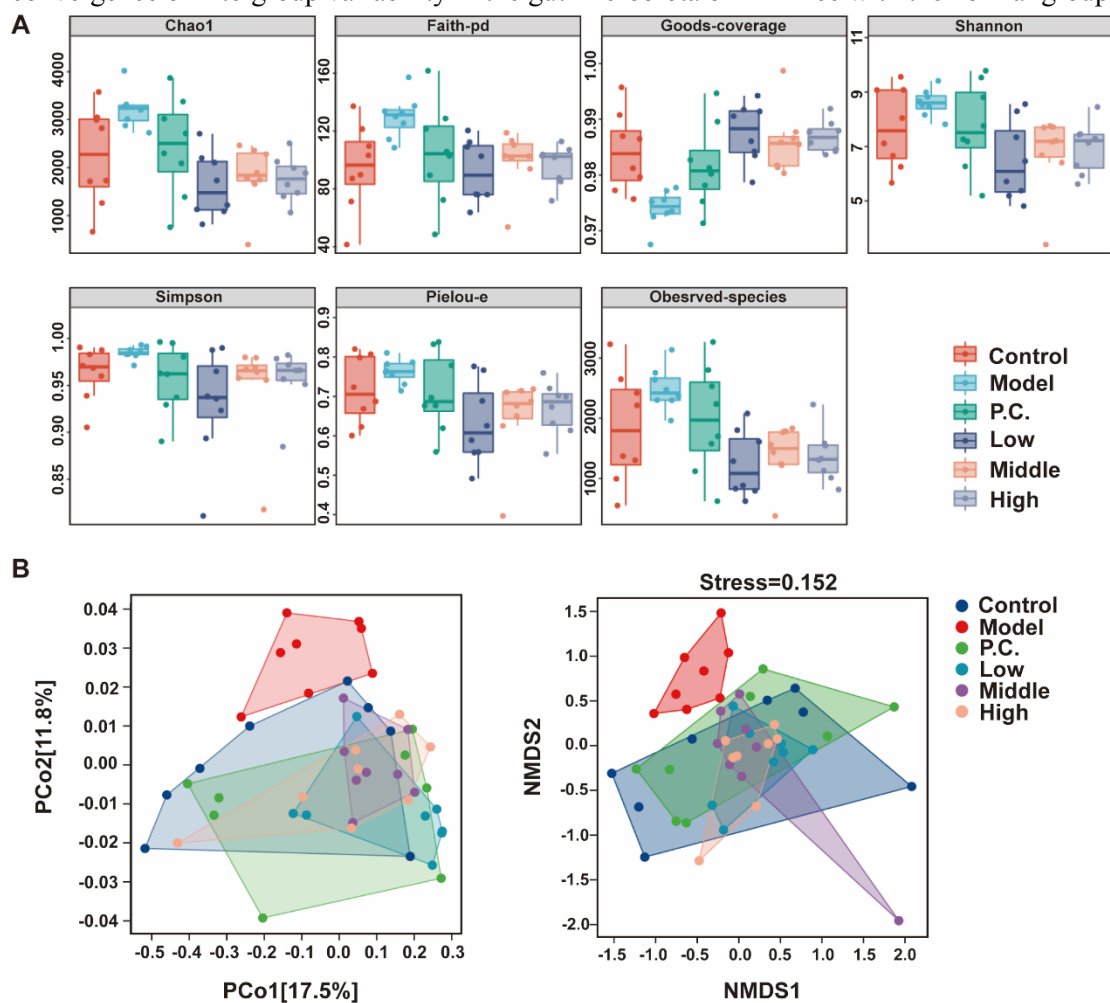 A
Chao1 Faith-pd Goods-coverage Shannon
4000 3000 2000 1000
160 120 80 40
1.00 0.99 0.98 0.97
11 9 7 5
Simpson Pielou-e Obesrved-species
1.00 0.95 0.90 0.85
0.9 0.8 0.7 0.6 0.5 0.4
3000 2000 1000
Control
Model
P.C.
Low
Middle
High
B
PCo2[11.8%]
0.04
0.03
0.02
0.01
0.00
-0.01
-0.02
-0.03
-0.04
-0.5 -0.4 -0.3 -0.2 -0.1 0.0 0.1 0.2 0.3
PCo1[17.5%]
Stress=0.152
NMDS2
1.5
1.0
0.5
0.0
-0.5
-1.0
-1.5
-2.0
-1.5 -1.0 -0.5 0.0 0.5 1.0 1.5 2.0
NMDS1
Control
Model
P.C.
Low
Middle
High